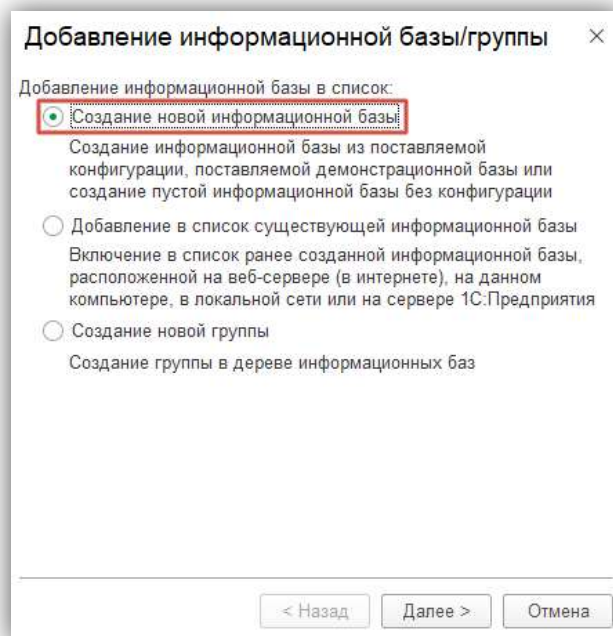 Добавление информационной базы/группы
Добавление информационной базы в список:
Создание новой информационной базы
Создание информационной базы из поставляемой
конфигурации, поставляемой демонстрационной базы или
создание пустой информационной базы без конфигурации
Добавление в список существующей информационной базы
Включение в список ранее созданной информационной базы,
расположенной на веб-сервере (в интернете), на данном
компьютере, в локальной сети или на сервере 1С:Предприятия
Создание новой группы
Создание группы в дереве информационных баз
< Назад Далее > Отмена